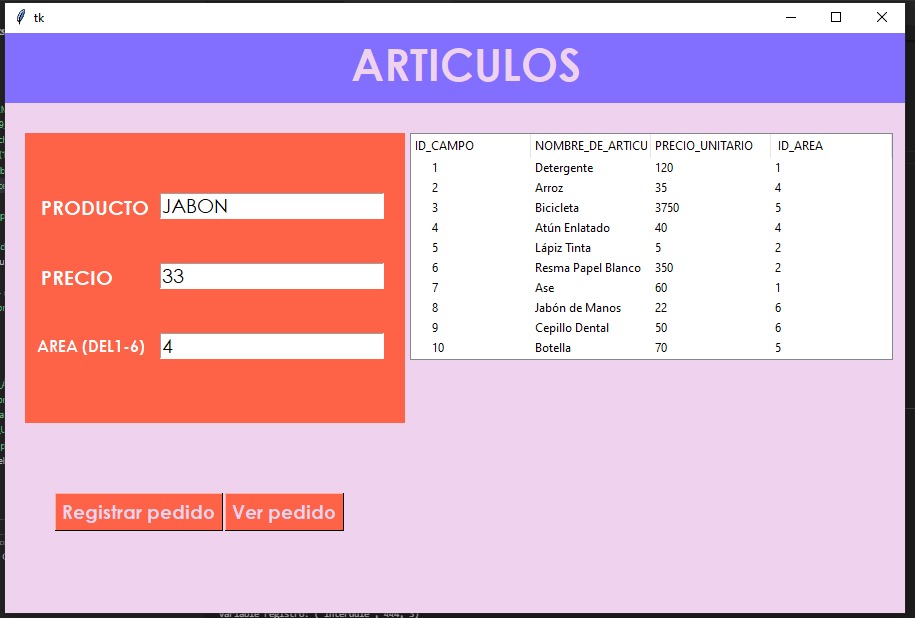 tk
ARTICULOS
PRODUCTO JABON
PRECIO 33
AREA (DEL1-6) 4
ID_CAMPO NOMBRE_DE_ARTICU PRECIO_UNITARIO ID_AREA
1 Detergente 120 1
2 Arroz 35 4
3 Bicicleta 3750 5
4 Atún Enlatado 40 4
5 Lápiz Tinta 5 2
6 Resma Papel Blanco 350 2
7 Ase 60 1
8 Jabón de Manos 22 6
9 Cepillo Dental 50 6
10 Botella 70 5
Registrar pedido Ver pedido